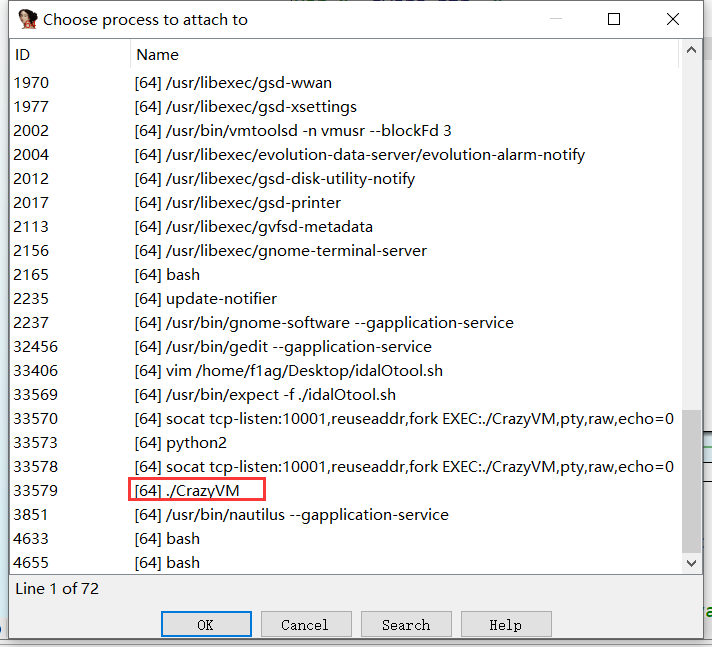 Choose process to attach to
ID Name
1970 [64] /usr/libexec/gsd-wwan
1977 [64] /usr/libexec/gsd-xsettings
2002 [64] /usr/bin/vmtoolsd -n vmusr --blockFd 3
2004 [64] /usr/libexec/evolution-data-server/evolution-alarm-notify
2012 [64] /usr/libexec/gsd-disk-utility-notify
2017 [64] /usr/libexec/gsd-printer
2113 [64] /usr/libexec/gvfsd-metadata
2156 [64] /usr/libexec/gnome-terminal-server
2165 [64] bash
2235 [64] update-notifier
2237 [64] /usr/bin/gnome-software --gapplication-service
32456 [64] /usr/bin/gedit --gapplication-service
33406 [64] vim /home/f1ag/Desktop/idalOtool.sh
33569 [64] /usr/bin/expect -f ./idalOtool.sh
33570 [64] socat tcp-listen:10001,reuseaddr,fork EXEC:./CrazyVM,pty,raw,echo=0
33573 [64] python2
33578 [64] socat tcp-listen:10001,reuseaddr,fork EXEC:./CrazyVM,pty,raw,echo=0
33579 [64] ./CrazyVM
3851 [64] /usr/bin/nautilus --gapplication-service
4633 [64] bash
4655 [64] bash
Line 1 of 72
OK Cancel Search Help